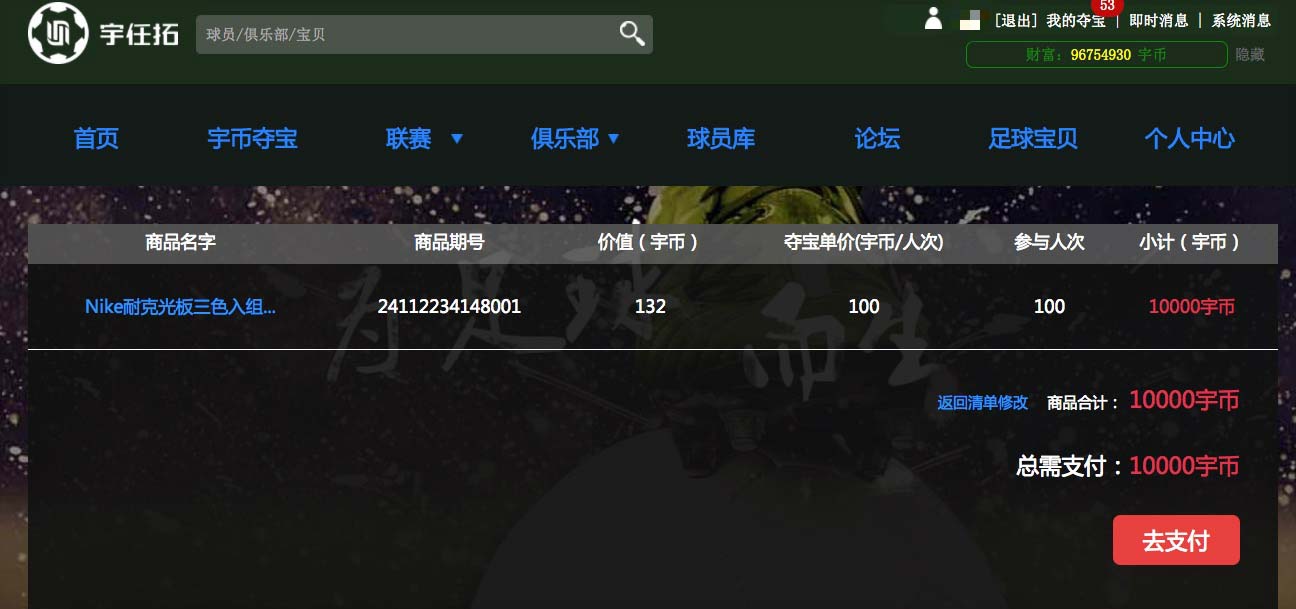 宇任拓
球员/俱乐部/宝贝
53
[退出] 我的夺宝 | 即时消息 | 系统消息
财富: 96754930 宇币 隐藏
首页 宇币夺宝 联赛 ▼ 俱乐部 ▼ 球员库 论坛 足球宝贝 个人中心
商品名字 商品期号 价值（宇币） 夺宝单价(宇币/人次) 参与人次 小计（宇币）
Nike耐克光板三色入组... 24112234148001 132 100 100 10000宇币
为足球 而生
返回清单修改 商品合计： 10000宇币
总需支付：10000宇币
去支付